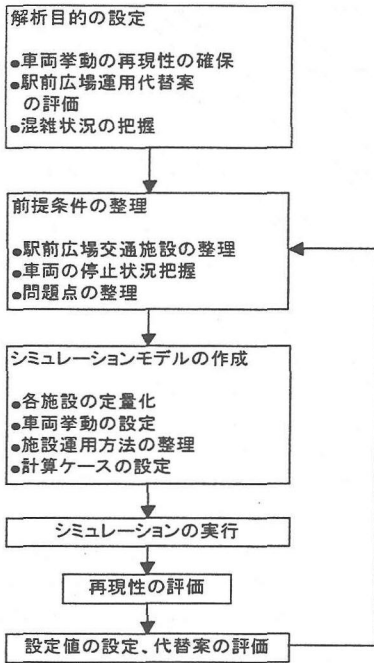 解析目的の設定
●車両挙動の再現性の確保
●駅前広場運用代替案
の評価
●混雑状況の把握
前提条件の整理
●駅前広場交通施設の整理
●車両の停止状況把握
●問題点の整理
シミュレーションモデルの作成
●各施設の定量化
●車両挙動の設定
●施設運用方法の整理
●計算ケースの設定
シミュレーションの実行
再現性の評価
設定値の設定、代替案の評価